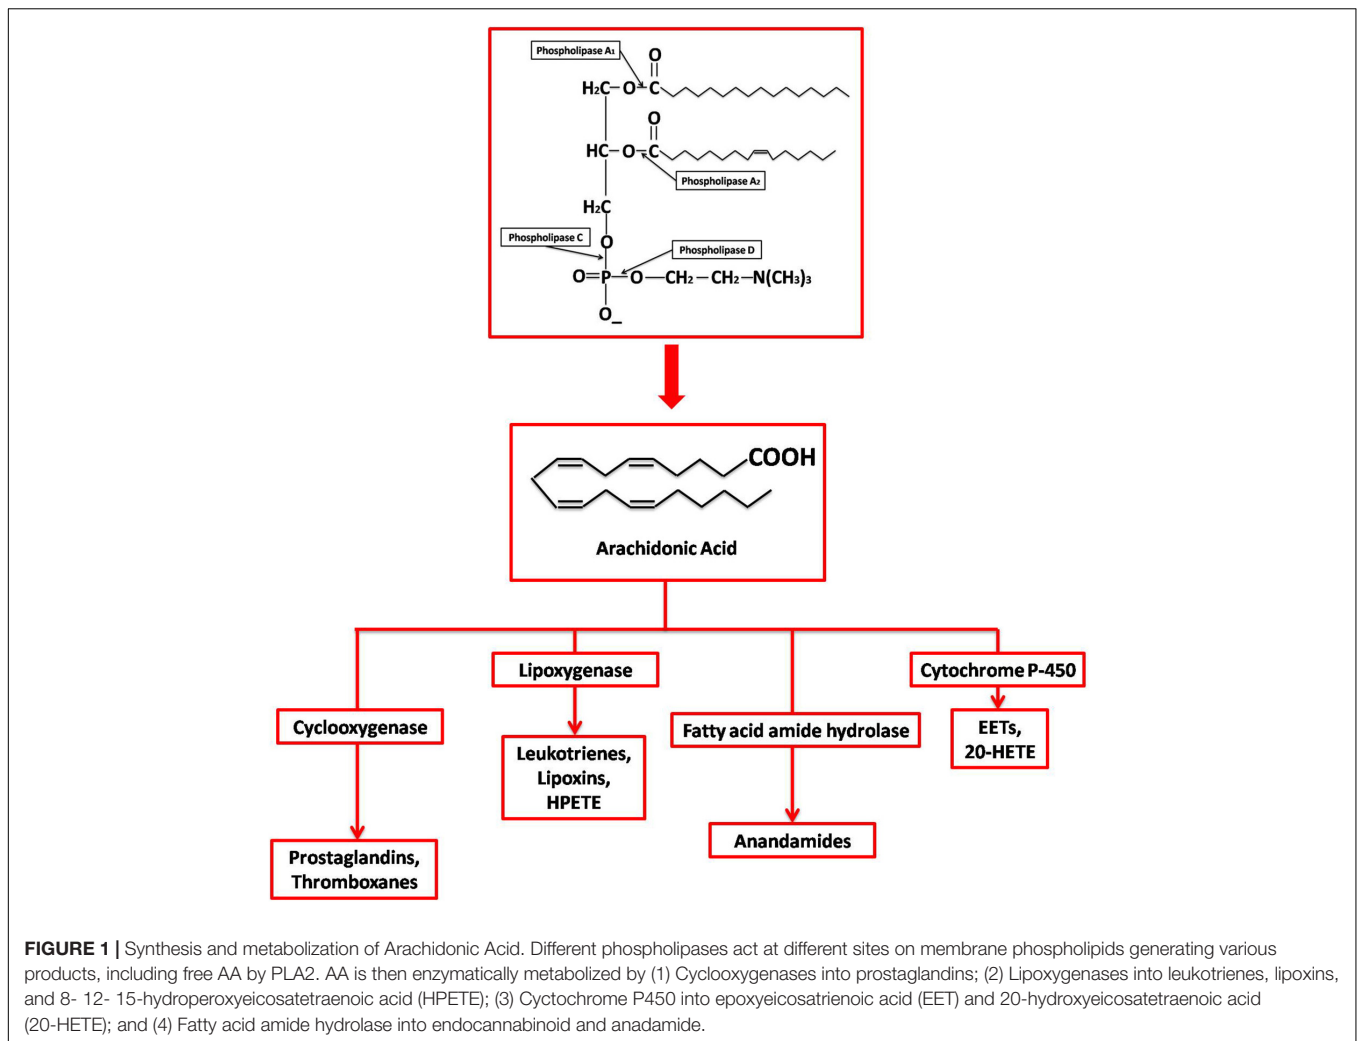 Phospholipase A1
O
H2C–O–C
O
HC–O–C
Phospholipase A2
H2C
Phospholipase C
O
Phospholipase D
O=P–O–CH2–CH2–N(CH3)3
O_
COOH
Arachidonic Acid
Lipoxygenase
Cytochrome P-450
Cyclooxygenase
Fatty acid amide hydrolase
EETs,
20-HETE
Leukotrienes,
Lipoxins,
HPETE
Anandamides
Prostaglandins,
Thromboxanes
FIGURE 1 | Synthesis and metabolization of Arachidonic Acid. Different phospholipases act at different sites on membrane phospholipids generating various
products, including free AA by PLA2. AA is then enzymatically metabolized by (1) Cyclooxygenases into prostaglandins; (2) Lipoxygenases into leukotrienes, lipoxins,
and 8- 12- 15-hydroperoxyeicosatetraenoic acid (HPETE); (3) Cyctochrome P450 into epoxyeicosatrienoic acid (EET) and 20-hydroxyeicosatetraenoic acid
(20-HETE); and (4) Fatty acid amide hydrolase into endocannabinoid and anadamide.